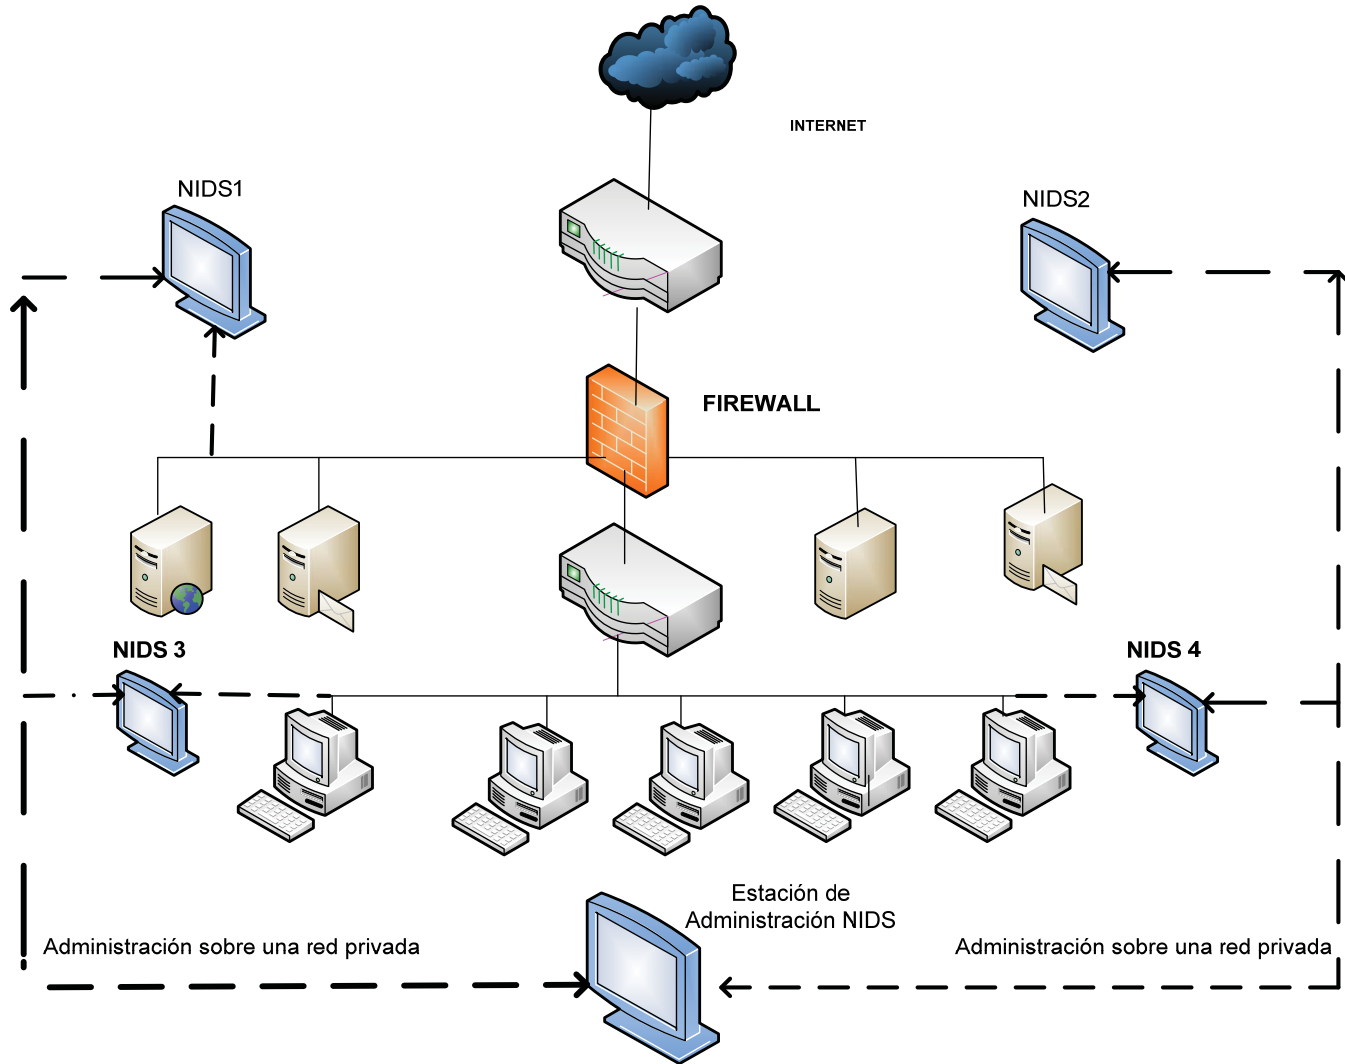 INTERNET
NIDS1
NIDS2
FIREWALL
NIDS 3
NIDS 4
Estación de
Administración NIDS
Administración sobre una red privada
Administración sobre una red privada